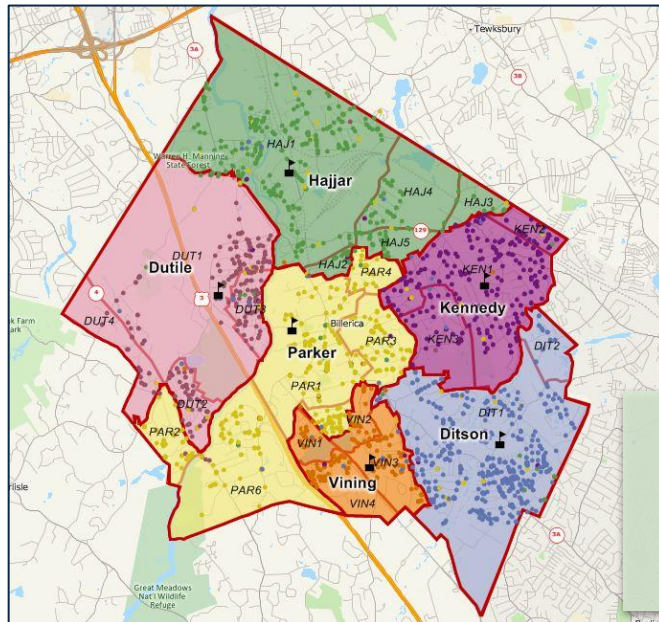 Tewksbury
3A
38
HAJ1
Warren H. Manning
State Forest
Hajjar
HAJ4
HAJ3
129
KEN2
HAJ5
DUT1
HAJ2
PAR4
KEN1
Dutile
4
3
DUT3
Kennedy
DUT4
Billerica
Parker
PAR3
KEN3
DIT2
PAR1
DUT2
PAR2
VIN2
DIT1
VIN1
Ditson
VIN3
Vining
PAR6
VIN4
3A
Great Meadows
Nat'l Wildlife
Refuge